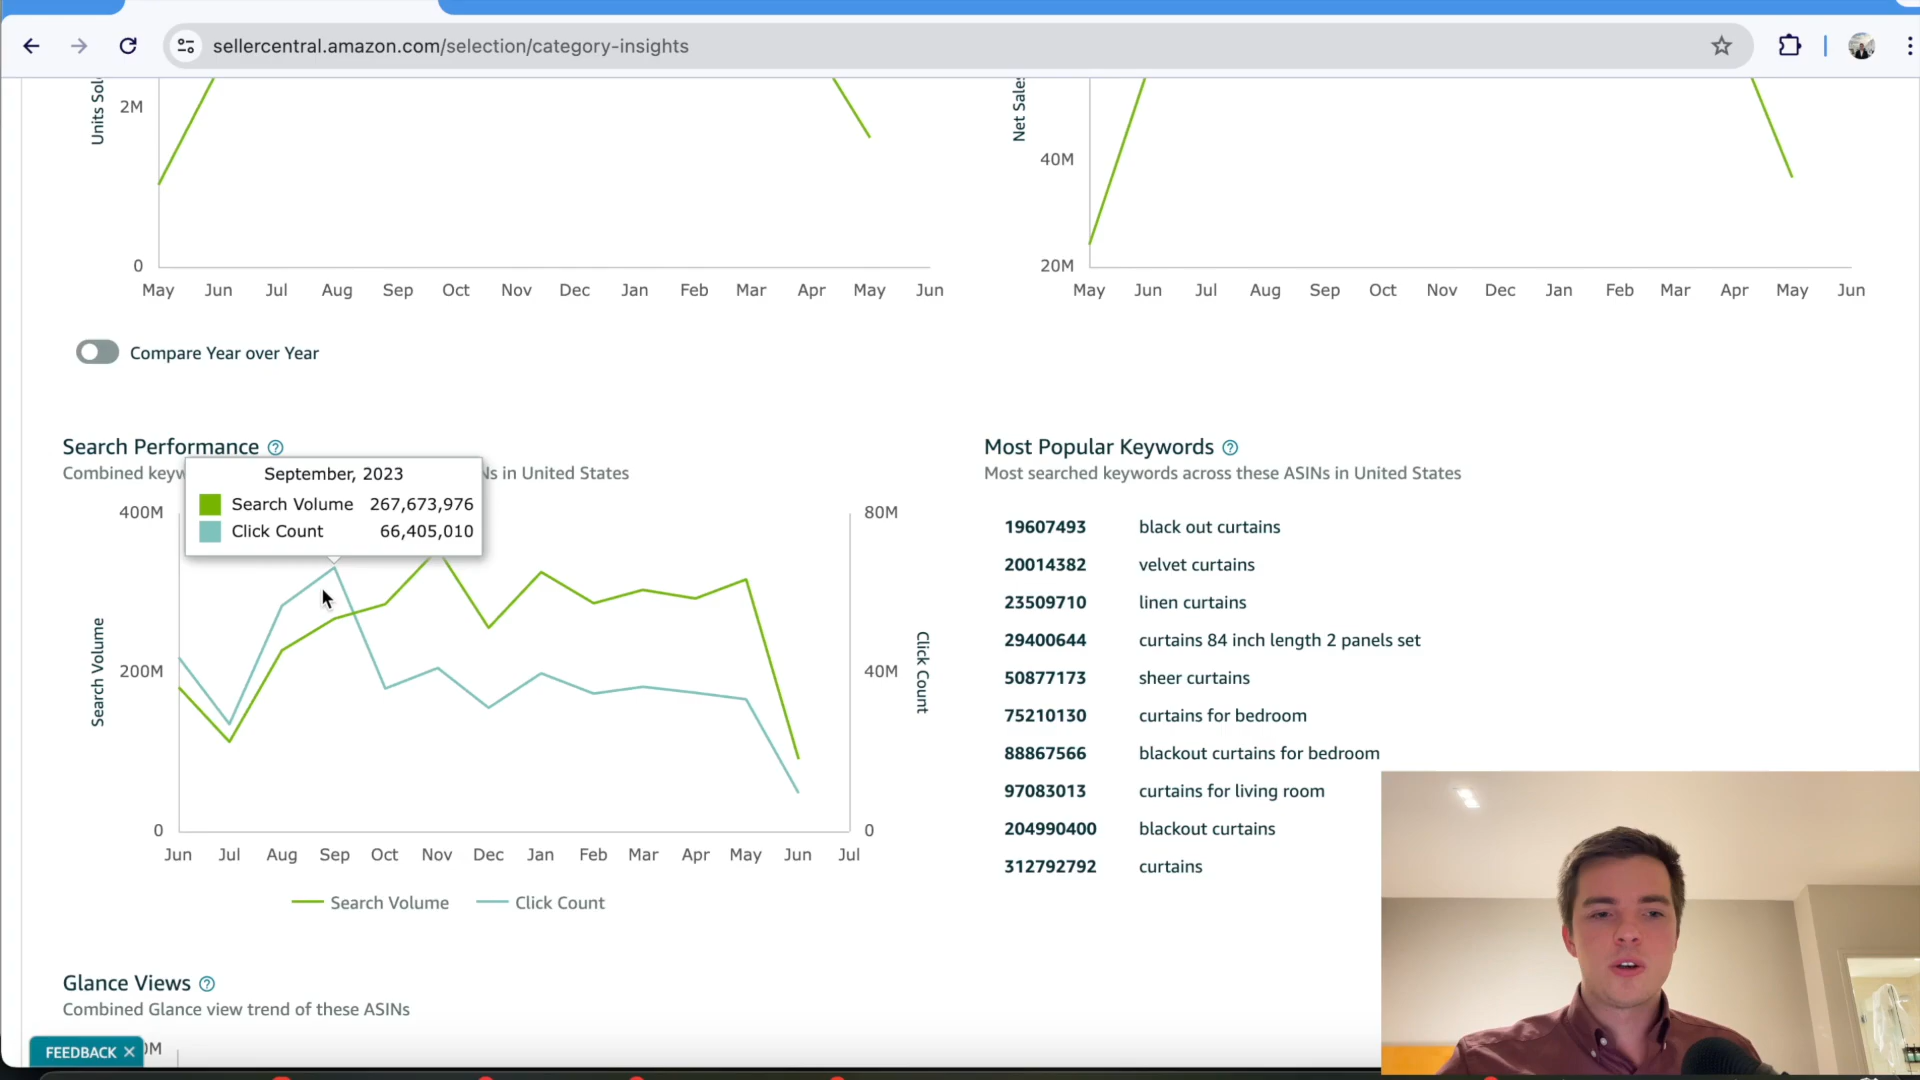 sellercentral.amazon.com/selection/category-insights
Units Sol
2M
0
May Jun Jul Aug Sep Oct Nov Dec Jan Feb Mar Apr May Jun
Net Sales
40M
20M
May Jun Jul Aug Sep Oct Nov Dec Jan Feb Mar Apr May Jun
Compare Year over Year
Search Performance ?
Combined keyw
Ns in United States
September, 2023
Search Volume 267,673,976
Click Count 66,405,010
400M
200M
0
Search Volume
80M
40M
0
Click Count
Jun Jul Aug Sep Oct Nov Dec Jan Feb Mar Apr May Jun Jul
Search Volume Click Count
Most Popular Keywords ?
Most searched keywords across these ASINs in United States
19607493 black out curtains
20014382 velvet curtains
23509710 linen curtains
29400644 curtains 84 inch length 2 panels set
50877173 sheer curtains
75210130 curtains for bedroom
88867566 blackout curtains for bedroom
97083013 curtains for living room
204990400 blackout curtains
312792792 curtains
Glance Views ?
Combined Glance view trend of these ASINs
FEEDBACK ×
0M